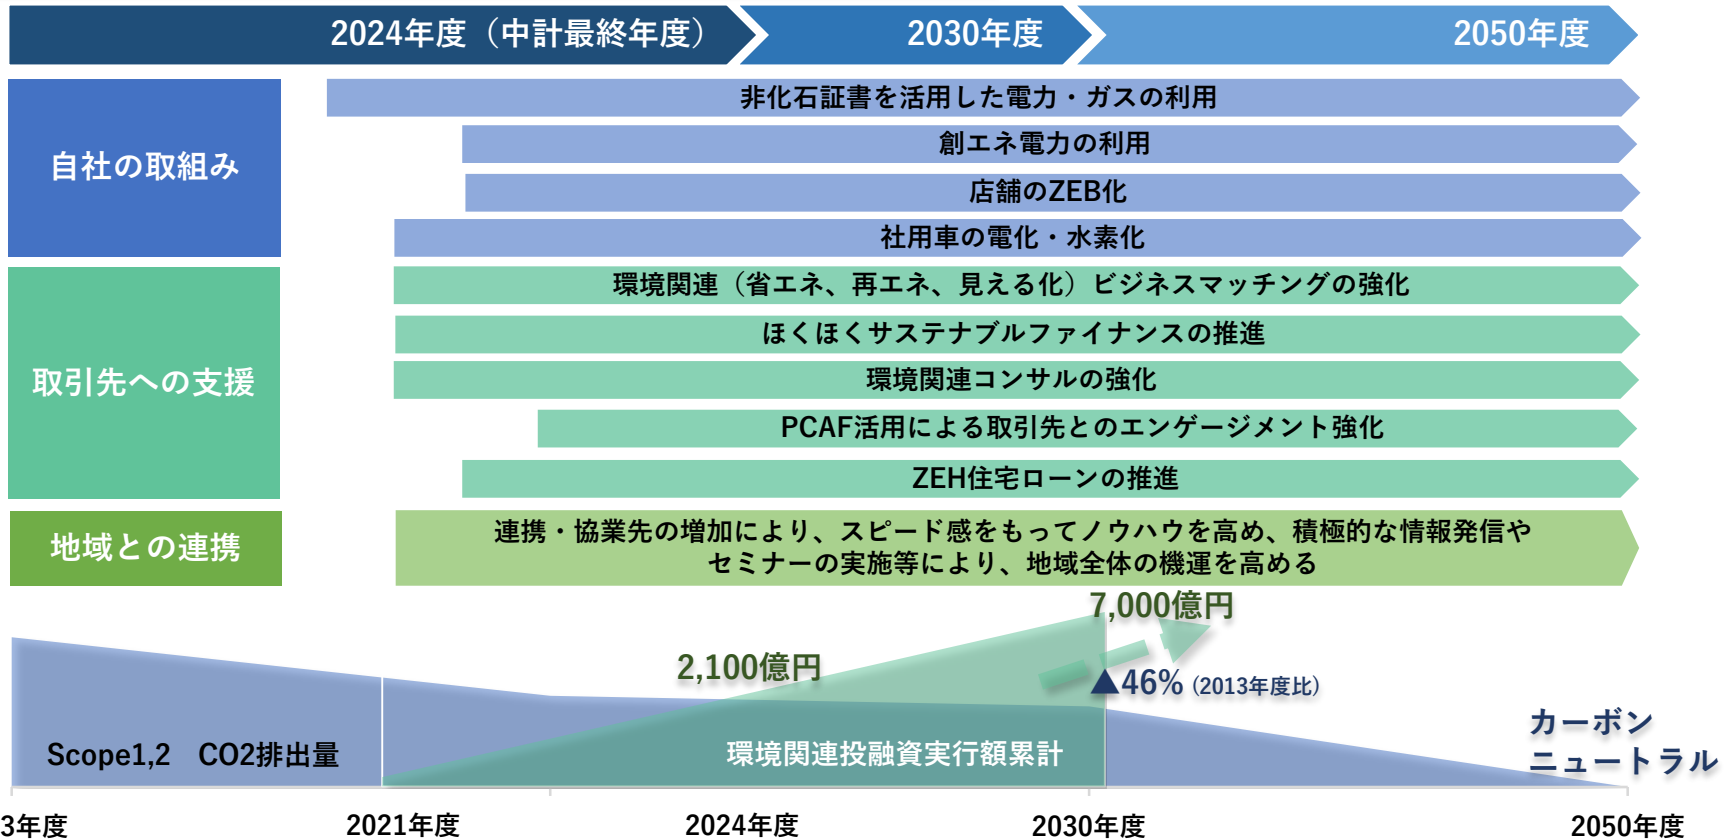 2024年度（中計最終年度）
2030年度
2050年度
自社の取組み
非化石証書を活用した電力・ガスの利用
創エネ電力の利用
店舗のZEB化
社用車の電化・水素化
取引先への支援
環境関連（省エネ、再エネ、見える化）ビジネスマッチングの強化
ほくほくサステナブルファイナンスの推進
環境関連コンサルの強化
PCAF活用による取引先とのエンゲージメント強化
ZEH住宅ローンの推進
地域との連携
連携・協業先の増加により、スピード感をもってノウハウを高め、積極的な情報発信や
セミナーの実施等により、地域全体の機運を高める
7,000億円
2,100億円
▲46% (2013年度比)
カーボン
ニュートラル
Scope1,2　CO2排出量
環境関連投融資実行額累計
3年度
2021年度
2024年度
2030年度
2050年度